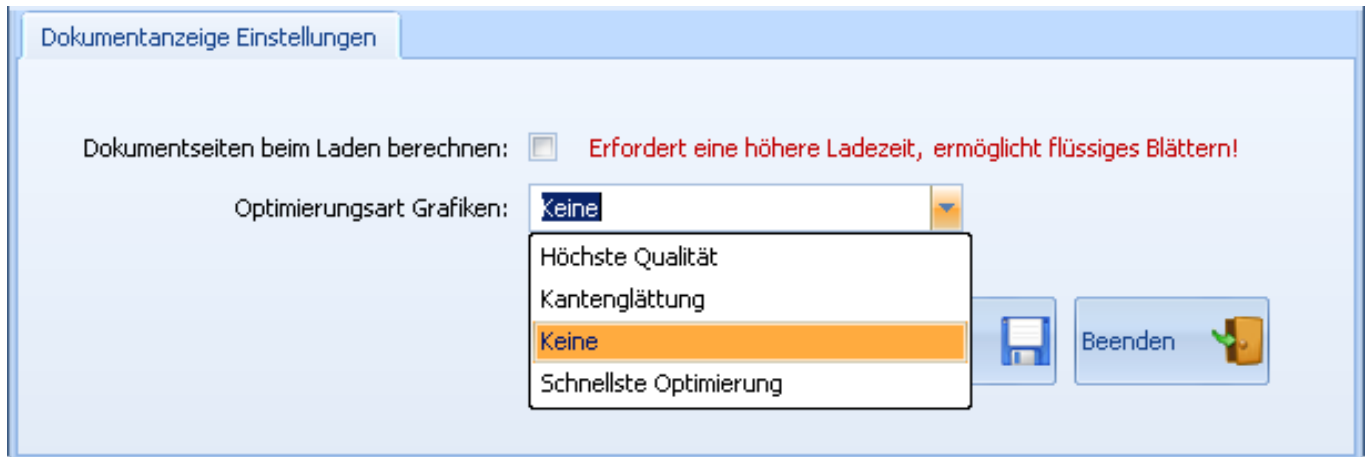 Dokumentanzeige Einstellungen
Dokumentseiten beim Laden berechnen: Erfordert eine höhere Ladezeit, ermöglicht flüssiges Blättern!
Optimierungsart Grafiken: Keine
Höchste Qualität
Kantenglättung
Keine
Beenden
Schnellste Optimierung